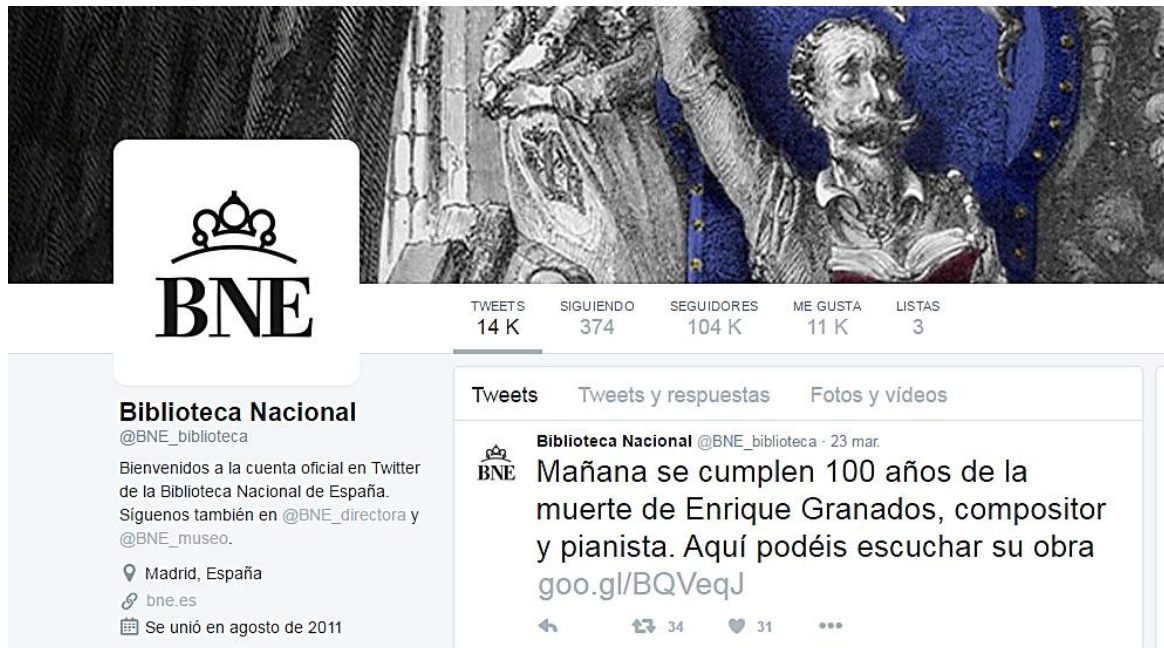 BNE
TWEETS SIGUIENDO SEGUIDORES ME GUSTA LISTAS
14 K 374 104 K 11 K 3
Biblioteca Nacional
@BNE_biblioteca
Bienvenidos a la cuenta oficial en Twitter
de la Biblioteca Nacional de España.
Síguenos también en @BNE_directora y
@BNE_museo.
Madrid, España
bne.es
Se unió en agosto de 2011
Tweets Tweets y respuestas Fotos y vídeos
BNE
Biblioteca Nacional @BNE_biblioteca · 23 mar.
Mañana se cumplen 100 años de la
muerte de Enrique Granados, compositor
y pianista. Aquí podéis escuchar su obra
goo.gl/BQVeqJ
34 31